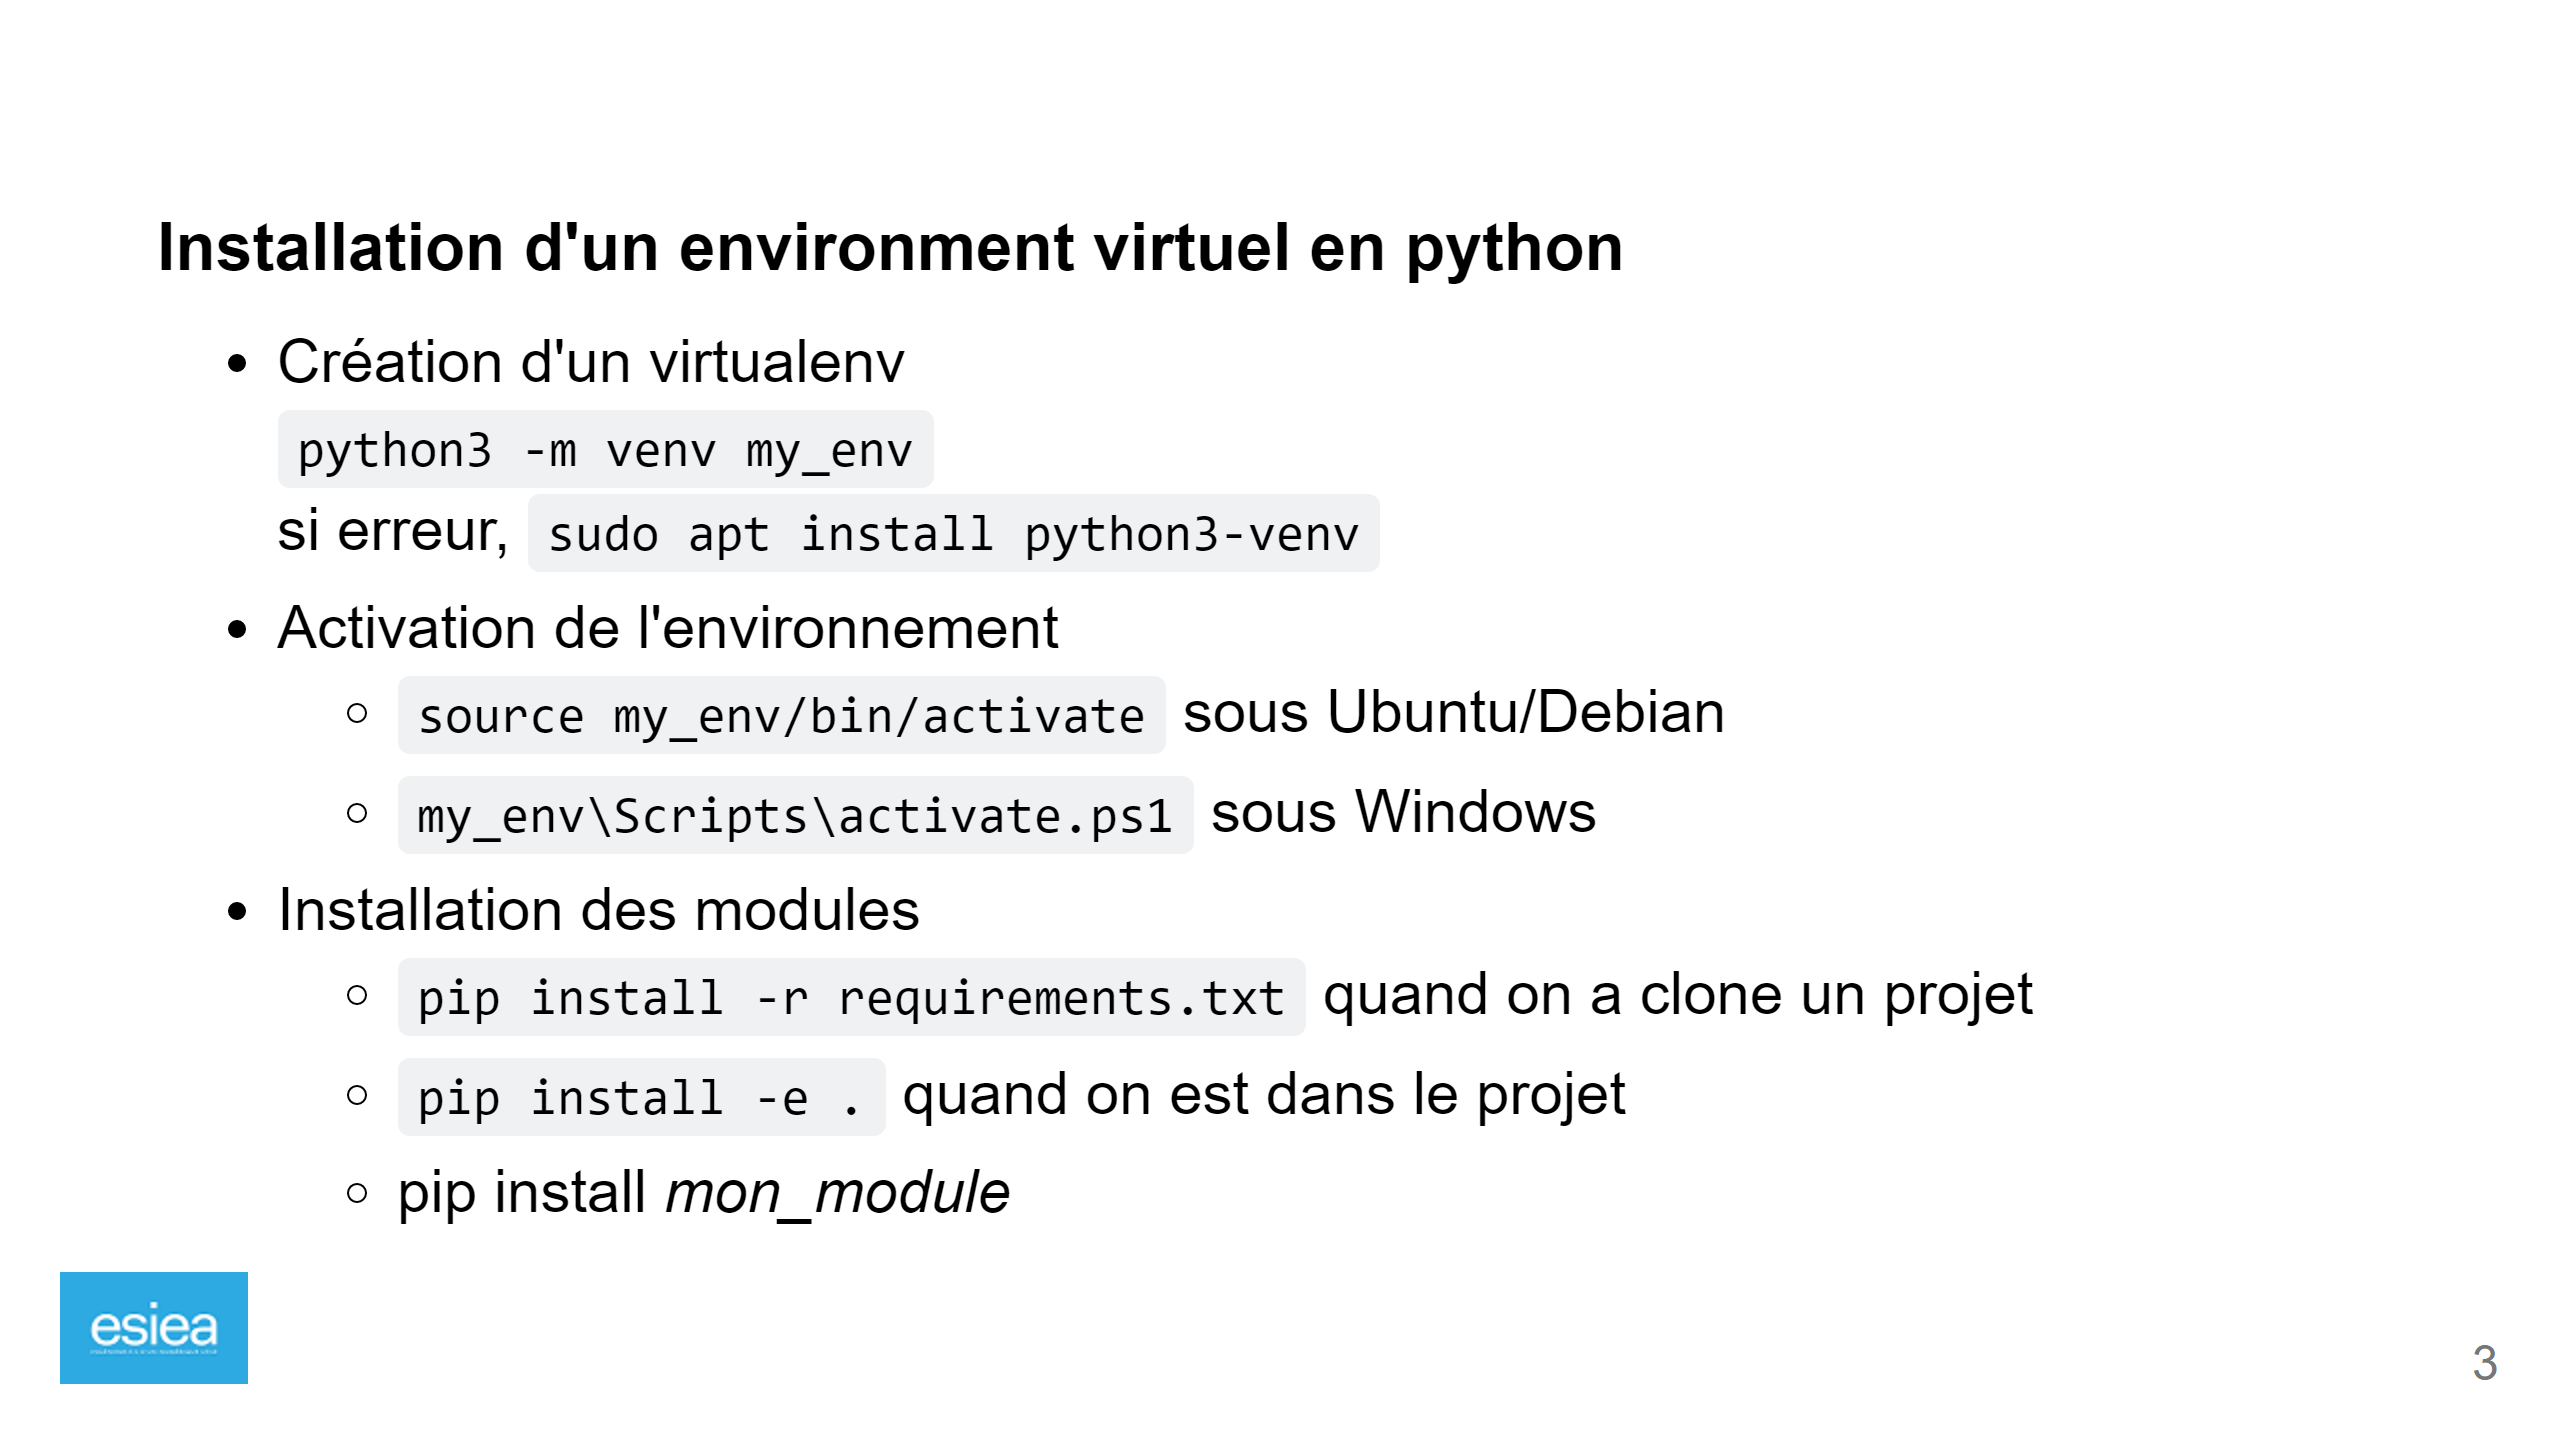 Installation d'un environment virtuel en python
Création d'un virtualenv
python3 -m venv my_env
si erreur, sudo apt install python3-venv
Activation de l'environnement
source my_env/bin/activate sous Ubuntu/Debian
my_env\Scripts\activate.ps1 sous Windows
Installation des modules
pip install -r requirements.txt quand on a clone un projet
pip install -e . quand on est dans le projet
pip install mon_module
esiea
3